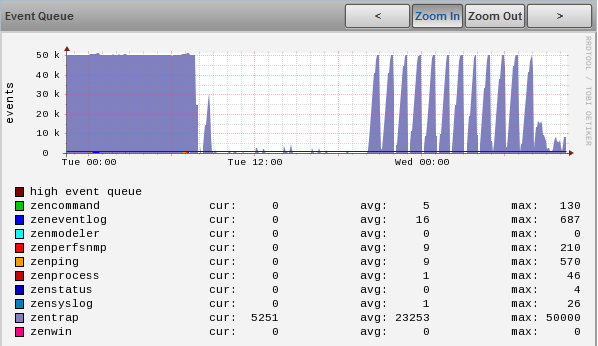 Event Queue < Zoom In Zoom Out >
50 k
40 k
30 k
20 k
10 k
0
events
Tue 00:00 Tue 12:00 Wed 00:00
RRDTOOL / TOBI OETIKER
high event queue
zencommand cur: 0 avg: 5 max: 130
zeneventlog cur: 0 avg: 16 max: 687
zenmodeler cur: 0 avg: 0 max: 0
zenperfsnmp cur: 0 avg: 9 max: 210
zenping cur: 0 avg: 9 max: 570
zenprocess cur: 0 avg: 1 max: 46
zenstatus cur: 0 avg: 0 max: 4
zensyslog cur: 0 avg: 1 max: 26
zentrap cur: 5251 avg: 23253 max: 50000
zenwin cur: 0 avg: 0 max: 0